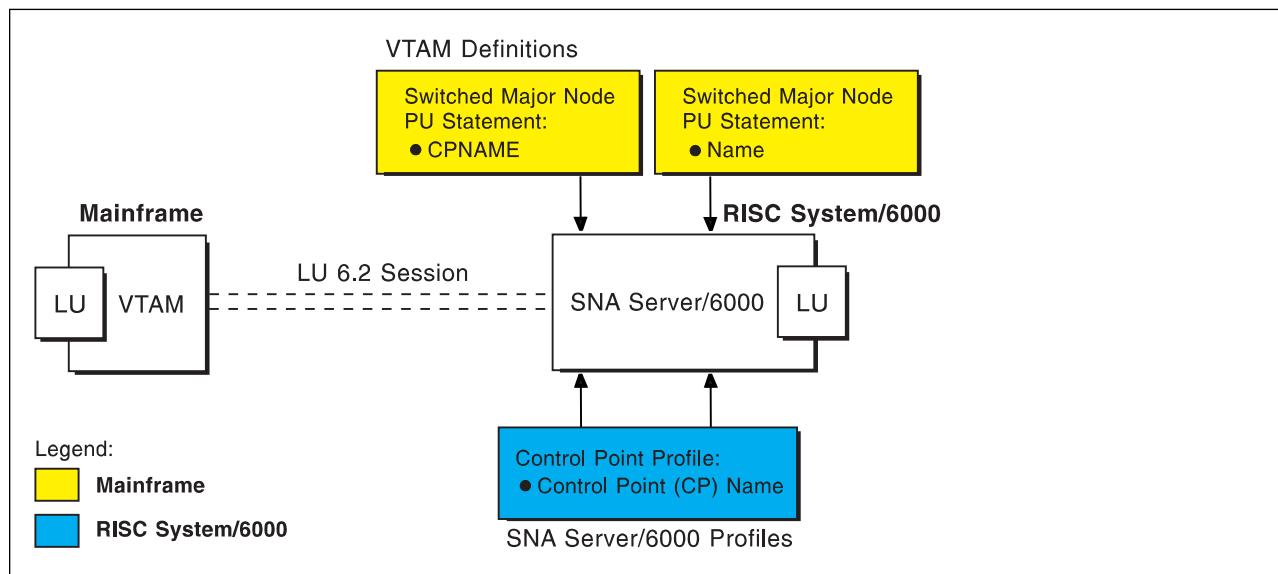 VTAM Definitions
Switched Major Node
PU Statement:
● CPNAME
Switched Major Node
PU Statement:
● Name
Mainframe
RISC System/6000
LU
VTAM
LU 6.2 Session
SNA Server/6000
LU
Legend:
Mainframe
RISC System/6000
Control Point Profile:
● Control Point (CP) Name
SNA Server/6000 Profiles